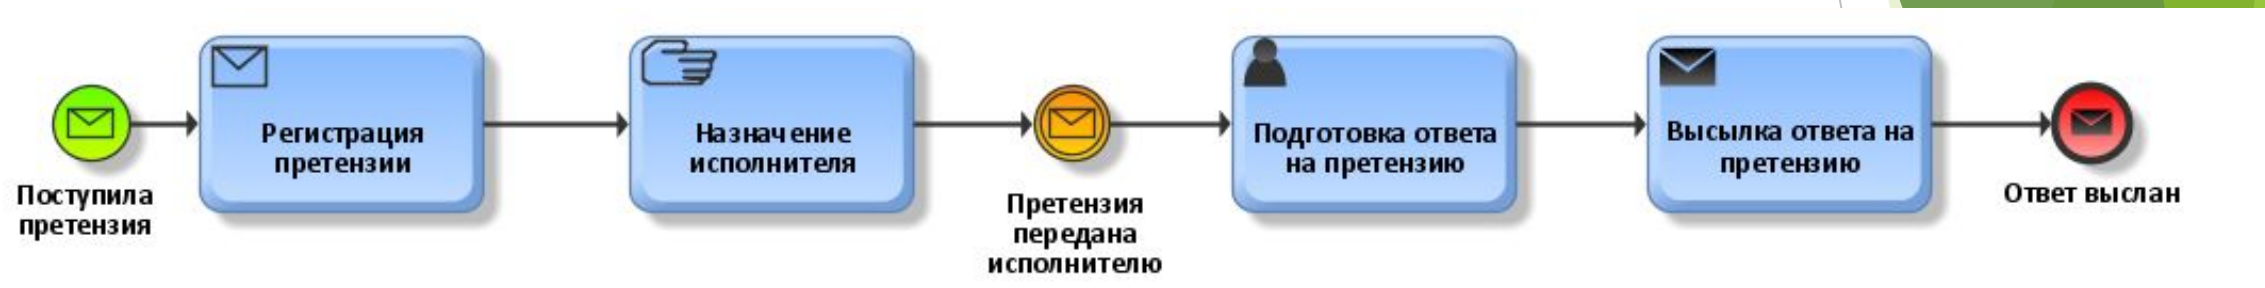 Поступила
претензия
Регистрация
претензии
Назначение
исполнителя
Претензия
передана
исполнителю
Подготовка ответа
на претензию
Высылка ответа на
претензию
Ответ выслан